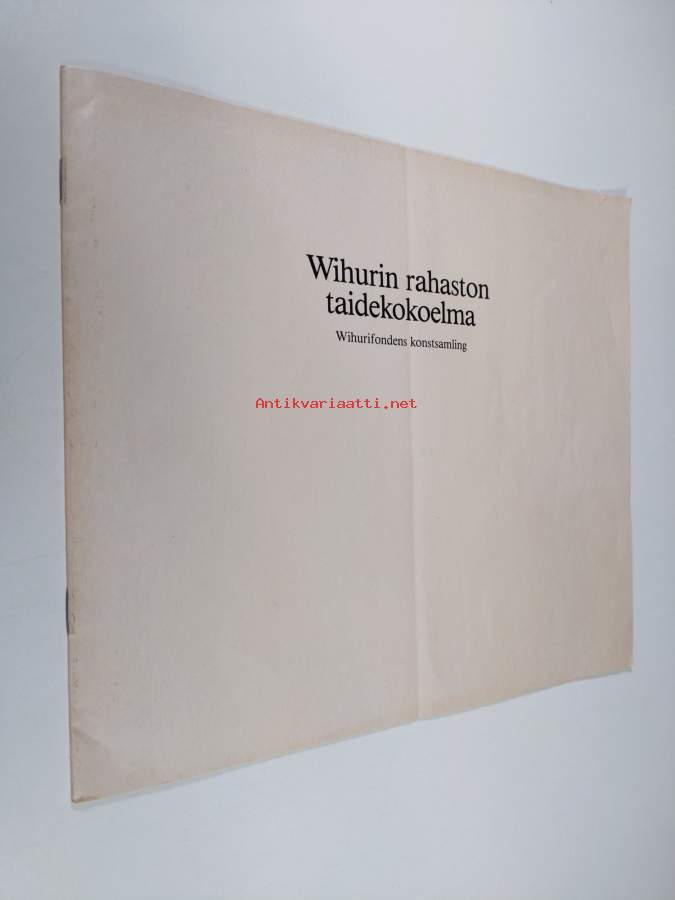 Wihurin rahaston
taidekokoelma
Wihurifondens konstsamling
Antikvariaatti.net